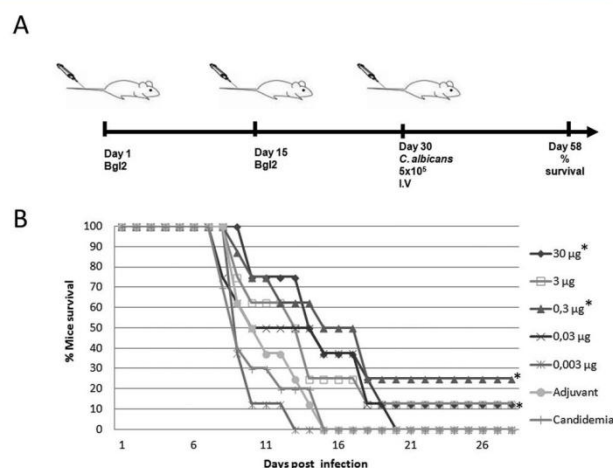 A
Day 1
Bgl2
Day 15
Bgl2
Day 30
C. albicans
5x10⁵
I.V
Day 58
%
survival
B
% Mice survival
100
90
80
70
60
50
40
30
20
10
0
1 6 11 16 21 26
Days post infection
30 µg*
3 µg
0,3 µg*
0,03 µg
0,003 µg
Adjuvant
Candidemia
*
*